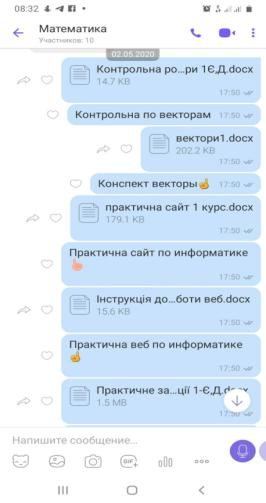 08:32
Математика
Участников: 10
02.05.2020
Контрольна ро...ри 1Є,Д.docx
14.7 KB
17:50
Контрольна по векторам
17:50
вектори1.docx
202.2 KB
17:50
Конспект векторы☝
17:50
практична сайт 1 курс.docx
179.1 KB
17:50
Практична сайт по информатике
17:50
Інструкція до...боти веб.docx
15.6 KB
17:50
Практична веб по информатике
☝
17:50
Практичне за...ції 1-Є,Д.docx
1.5 MB
17:50
Напишите сообщение...
GIF+